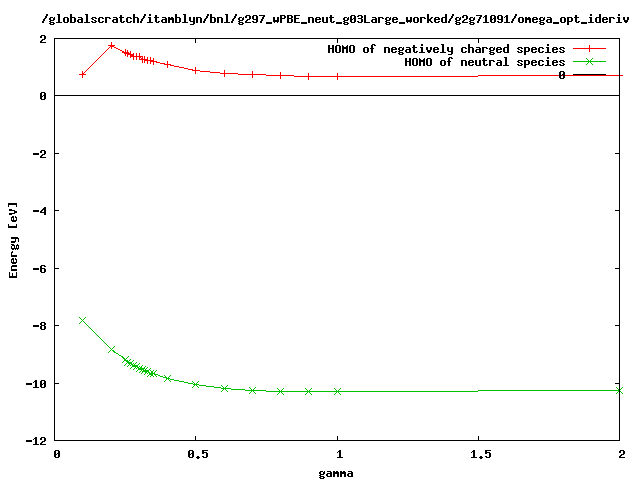 /globalscratch/itamblyn/bnl/g297_wPBE_neut_g03Large_worked/g2g71091/omega_opt_ideriv
HOMO of negatively charged species
HOMO of neutral species
0
2
0
-2
-4
-6
-8
-10
-12
Energy [eV]
0 0.5 1 1.5 2
gamma